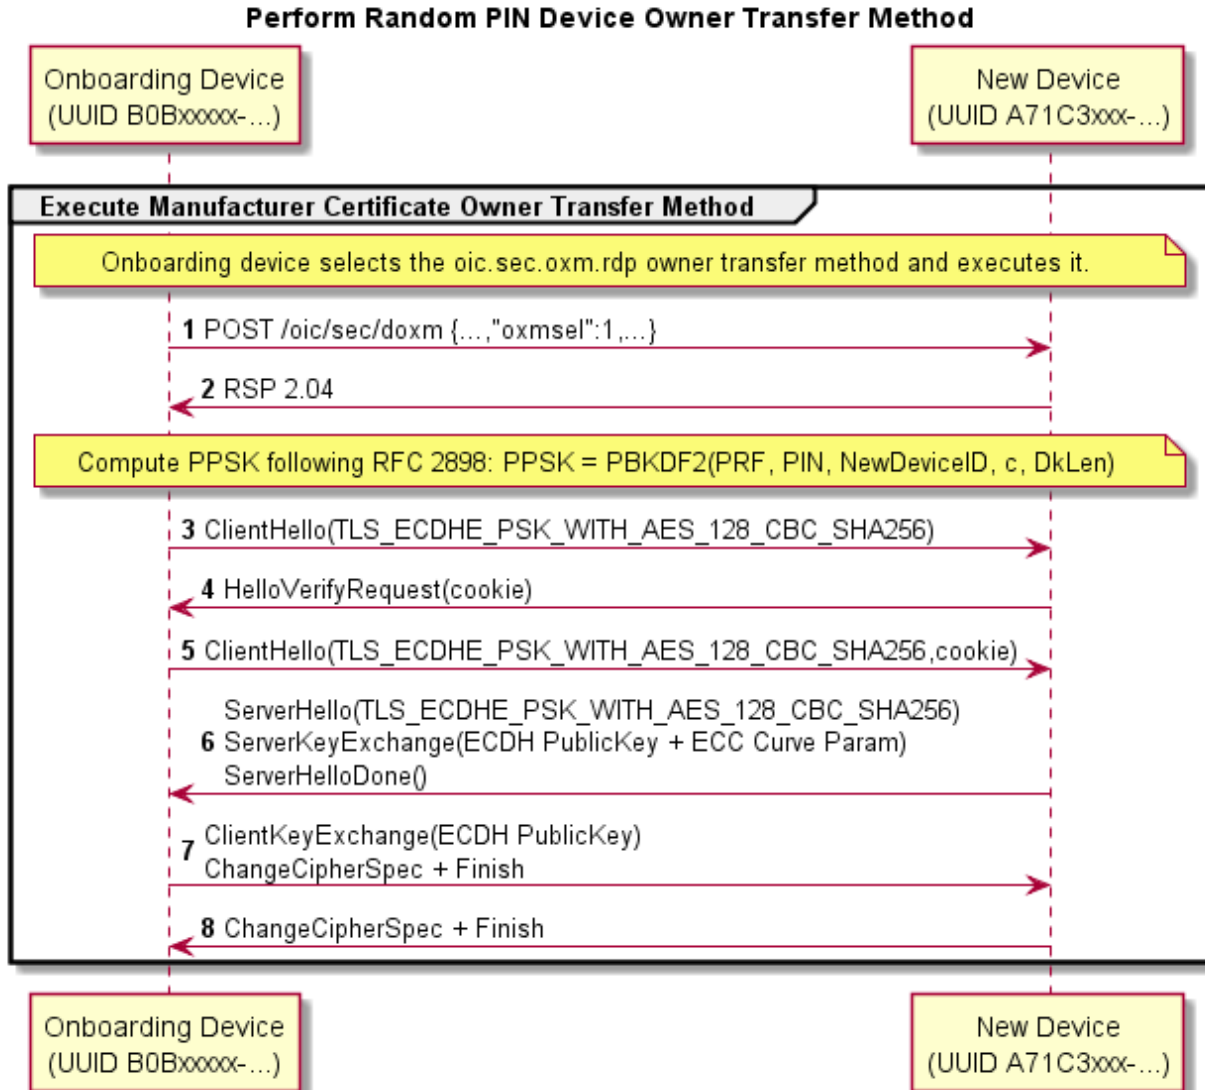 Perform Random PIN Device Owner Transfer Method
Onboarding Device
(UUID B0Bxxxxx-...)
New Device
(UUID A71C3xxx-...)
Execute Manufacturer Certificate Owner Transfer Method
Onboarding device selects the oic.sec.oxm.rdp owner transfer method and executes it.
1 POST /oic/sec/doxm {...,"oxmsel":1,...}
2 RSP 2.04
Compute PPSK following RFC 2898: PPSK = PBKDF2(PRF, PIN, NewDeviceID, c, DkLen)
3 ClientHello(TLS_ECDHE_PSK_WITH_AES_128_CBC_SHA256)
4 HelloVerifyRequest(cookie)
5 ClientHello(TLS_ECDHE_PSK_WITH_AES_128_CBC_SHA256,cookie)
ServerHello(TLS_ECDHE_PSK_WITH_AES_128_CBC_SHA256)
6 ServerKeyExchange(ECDH PublicKey + ECC Curve Param)
ServerHelloDone()
7 ClientKeyExchange(ECDH PublicKey)
ChangeCipherSpec + Finish
8 ChangeCipherSpec + Finish
Onboarding Device
(UUID B0Bxxxxx-...)
New Device
(UUID A71C3xxx-...)